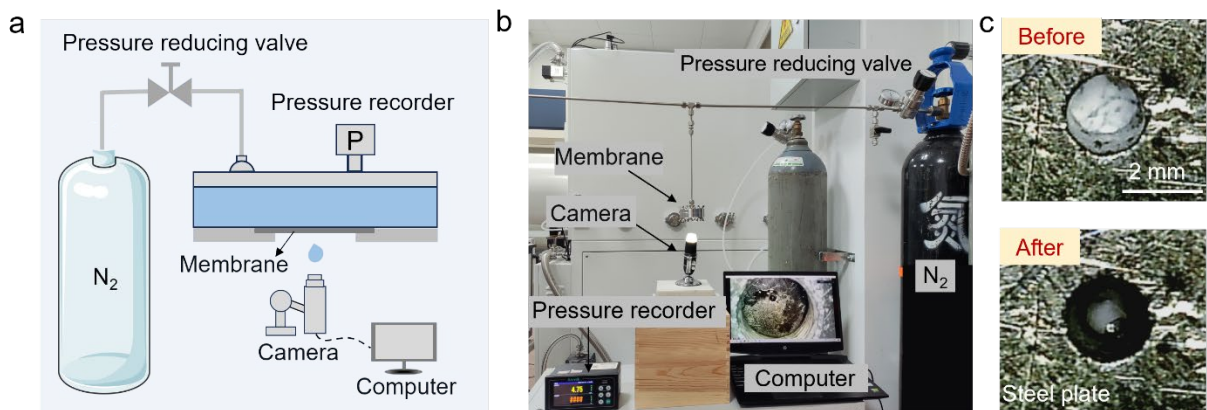 a
Pressure reducing valve
Pressure recorder
P
N2
Membrane
Camera
Computer
b
Pressure reducing valve
Membrane
Camera
氮
N2
Pressure recorder
4.75
Computer
c
Before
2 mm
After
Steel plate